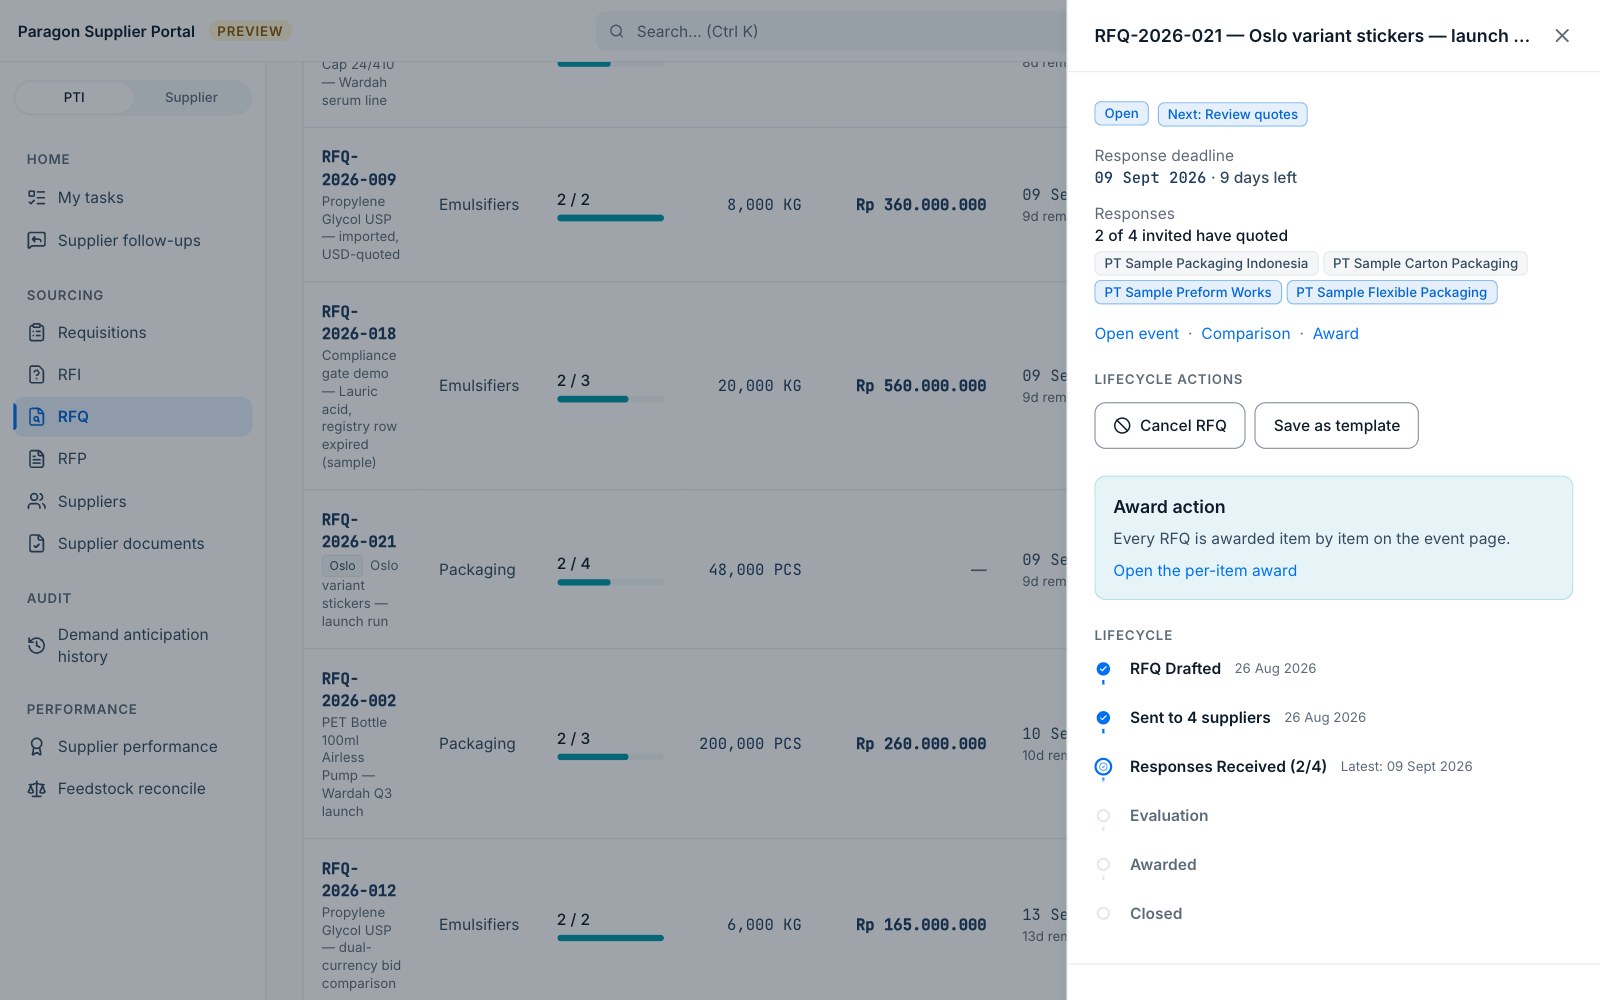 Paragon Supplier Portal
PREVIEW
Search... (Ctrl K)
PTI
Supplier
HOME
My tasks
Supplier follow-ups
SOURCING
Requisitions
RFI
RFQ
RFP
Suppliers
Supplier documents
AUDIT
Demand anticipation
history
PERFORMANCE
Supplier performance
Feedstock reconcile
Cap 24/410
— Wardah
serum line
8d rem
RFQ-
2026-009
Propylene
Glycol USP
— imported,
USD-quoted
Emulsifiers
2 / 2
8,000 KG
Rp 360.000.000
09 Se
9d rem
RFQ-
2026-018
Compliance
gate demo
— Lauric
acid,
registry row
expired
(sample)
Emulsifiers
2 / 3
20,000 KG
Rp 560.000.000
09 Se
9d rem
RFQ-
2026-021
Oslo Oslo
variant
stickers —
launch run
Packaging
2 / 4
48,000 PCS
—
09 Se
9d rem
RFQ-
2026-002
PET Bottle
100ml
Airless
Pump —
Wardah Q3
launch
Packaging
2 / 3
200,000 PCS
Rp 260.000.000
10 Se
10d rem
RFQ-
2026-012
Propylene
Glycol USP
— dual-
currency bid
comparison
Emulsifiers
2 / 2
6,000 KG
Rp 165.000.000
13 Se
13d rem
RFQ-2026-021 — Oslo variant stickers — launch ...
Open
Next: Review quotes
Response deadline
09 Sept 2026 · 9 days left
Responses
2 of 4 invited have quoted
PT Sample Packaging Indonesia
PT Sample Carton Packaging
PT Sample Preform Works
PT Sample Flexible Packaging
Open event · Comparison · Award
LIFECYCLE ACTIONS
Cancel RFQ
Save as template
Award action
Every RFQ is awarded item by item on the event page.
Open the per-item award
LIFECYCLE
RFQ Drafted 26 Aug 2026
Sent to 4 suppliers 26 Aug 2026
Responses Received (2/4) Latest: 09 Sept 2026
Evaluation
Awarded
Closed